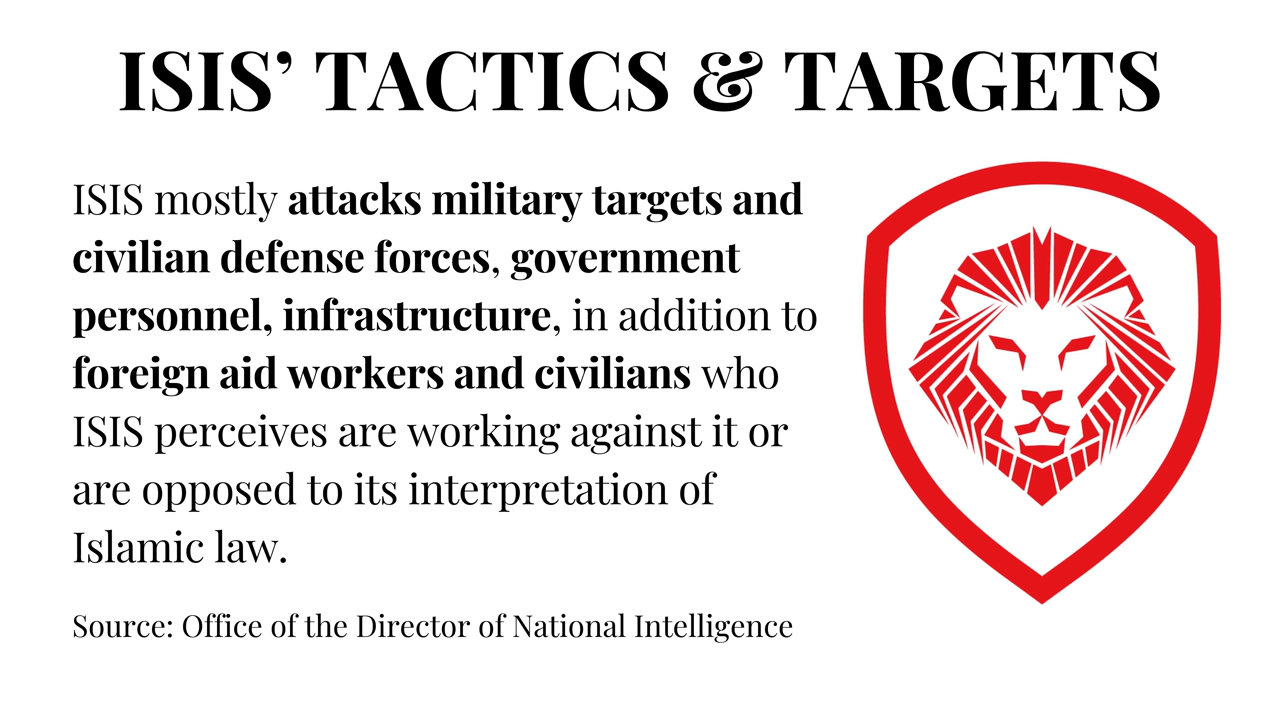 ISIS’ TACTICS & TARGETS
ISIS mostly attacks military targets and
civilian defense forces, government
personnel, infrastructure, in addition to
foreign aid workers and civilians who
ISIS perceives are working against it or
are opposed to its interpretation of
Islamic law.
Source: Office of the Director of National Intelligence